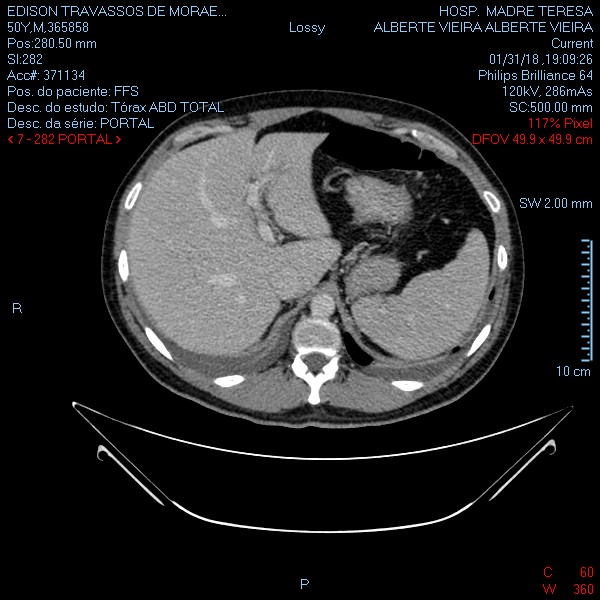 EDISON TRAVASSOS DE MORAE...
50Y,M,365858
Pos:280.50 mm
SI:282
Acc#: 371134
Pos. do paciente: FFS
Desc. do estudo: Tórax ABD TOTAL
Desc. da série: PORTAL
< 7 - 282 PORTAL >
Lossy
HOSP. MADRE TERESA
ALBERTE VIEIRA ALBERTE VIEIRA
Current
01/31/18 ,19:09:26
Philips Brilliance 64
120kV, 286mAs
SC:500.00 mm
117% Pixel
DFOV 49.9 x 49.9 cm
SW 2.00 mm
R
10 cm
P
C 60
W 360